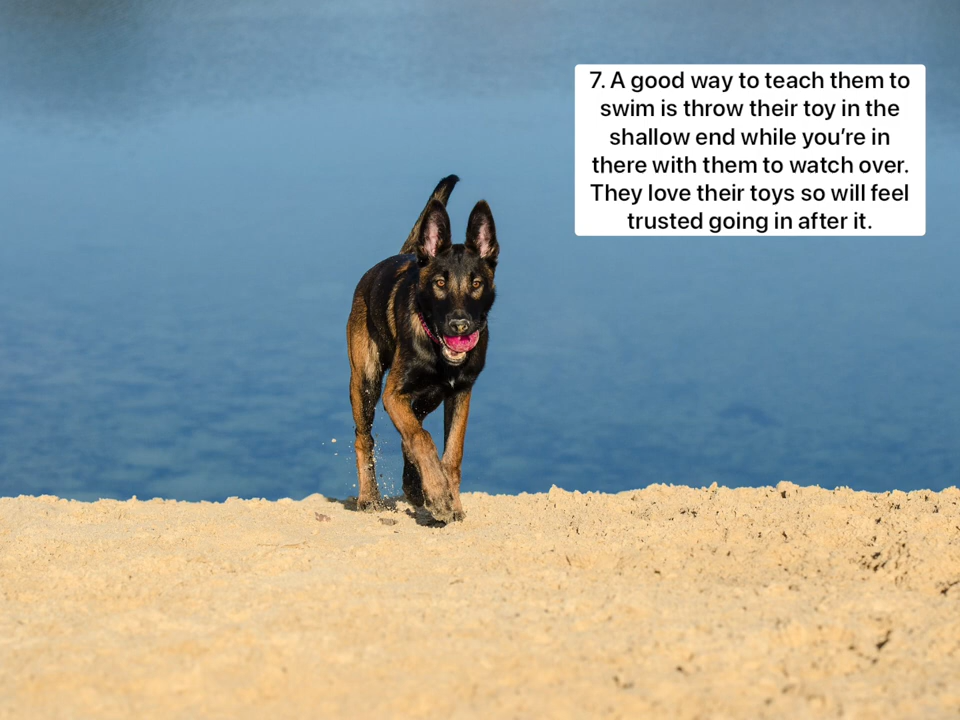 7. A good way to teach them to
swim is throw their toy in the
shallow end while you're in
there with them to watch over.
They love their toys so will feel
trusted going in after it.